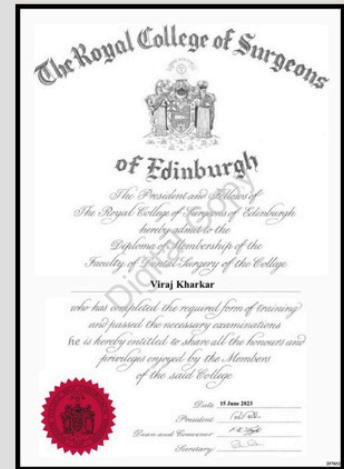 The Royal College of Surgeons
of Edinburgh
The President and Fellows of
The Royal College of Surgeons of Edinburgh
hereby admit to the
Diploma of Membership of the
Faculty of Dental Surgery of the College
Viraj Kharkar
who has completed the required form of training
and passed the necessary examinations
he is hereby entitled to share all the honours and
privileges enjoyed by the Members
of the said College
Date 15 June 2023
President
Dean and Convenor
Secretary
Digital Copy